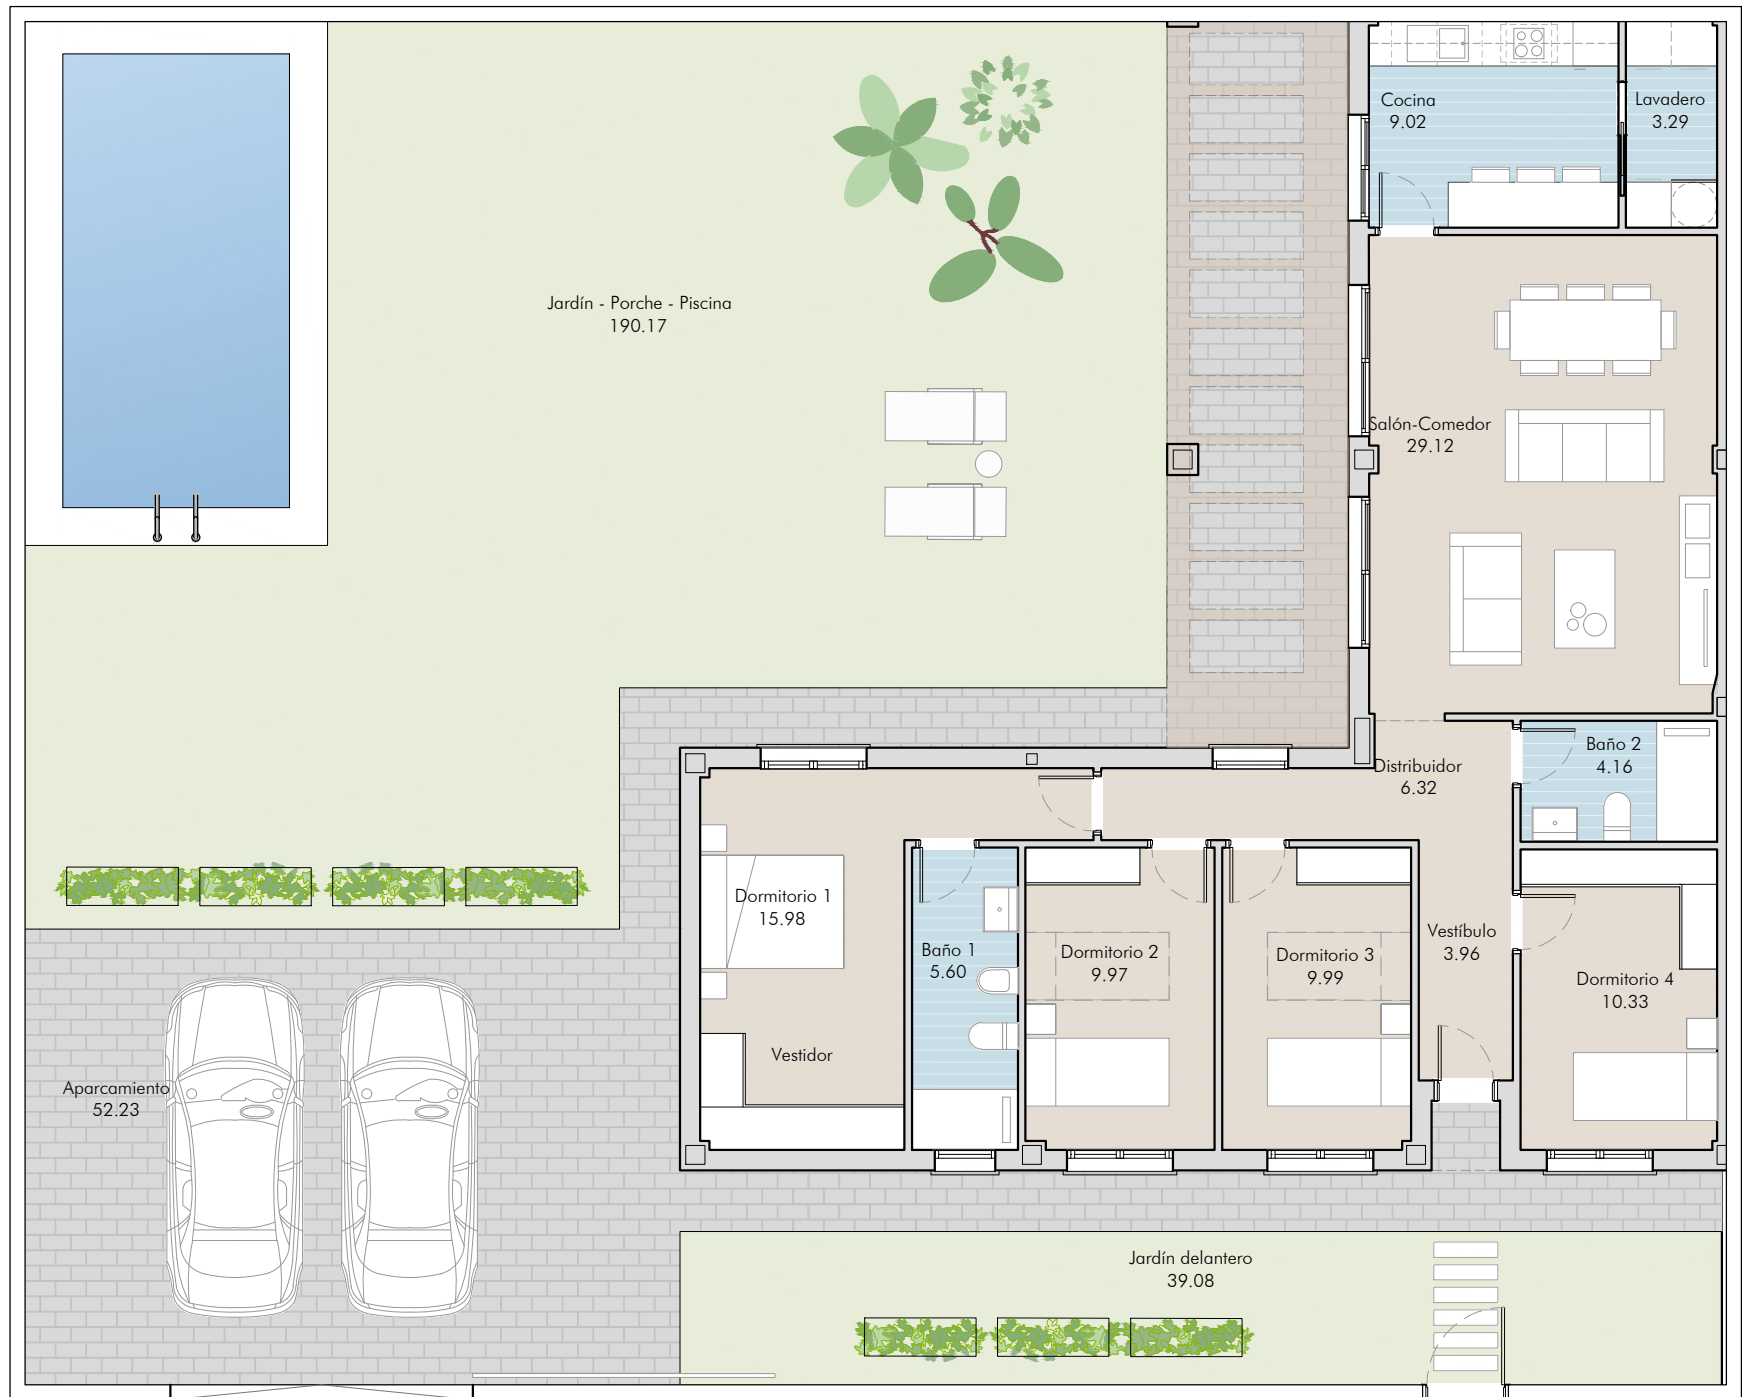 Cocina
9.02
Lavadero
3.29
Jardín - Porche - Piscina
190.17
Salón-Comedor
29.12
Baño 2
4.16
Distribuidor
6.32
Dormitorio 1
15.98
Baño 1
5.60
Dormitorio 2
9.97
Dormitorio 3
9.99
Vestíbulo
3.96
Dormitorio 4
10.33
Vestidor
Aparcamiento
52.23
Jardín delantero
39.08